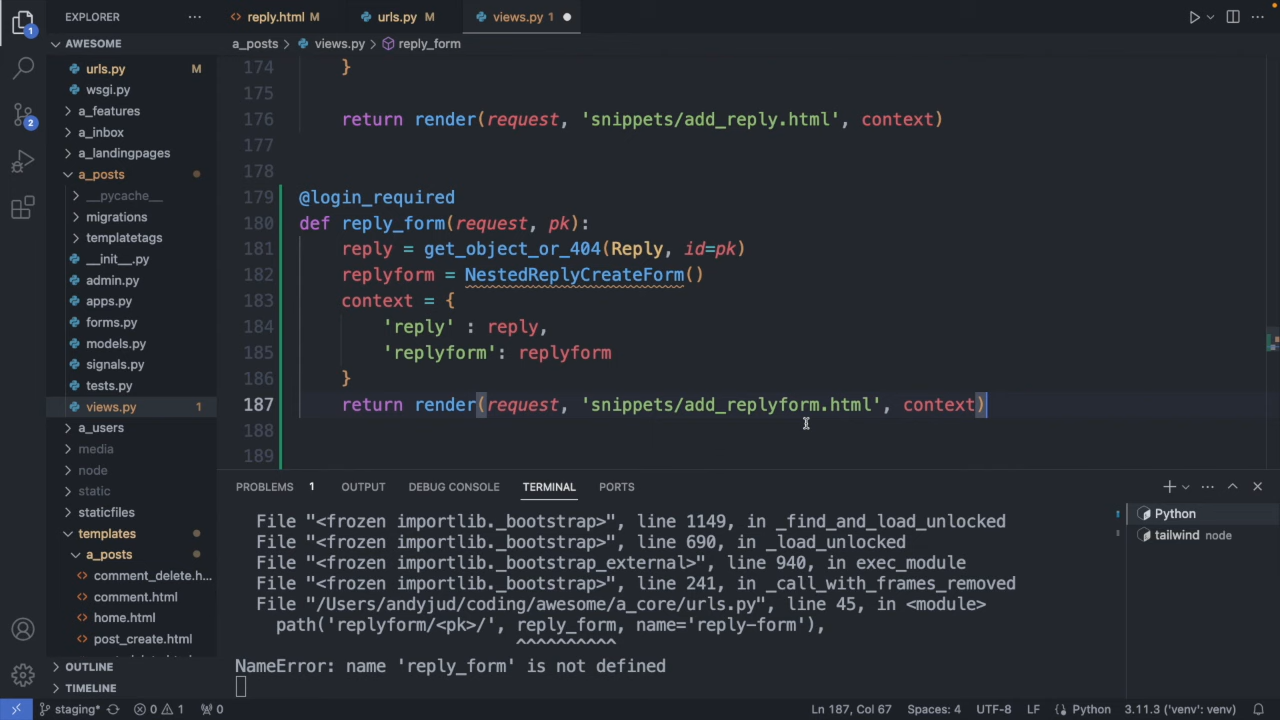 1
EXPLORER
···
reply.html M
urls.py M
views.py 1
···
AWESOME
a_posts > views.py > reply_form
urls.py M
wsgi.py
a_features
a_inbox
a_landingpages
a_posts
__pycache__
migrations
templatetags
__init__.py
admin.py
apps.py
forms.py
models.py
signals.py
tests.py
views.py 1
a_users
media
node
static
staticfiles
templates
a_posts
comment_delete.h...
comment.html
home.html
post_create.html
OUTLINE
TIMELINE
2
174 }
175
176 return render(request, 'snippets/add_reply.html', context)
177
178
179 @login_required
180 def reply_form(request, pk):
181 reply = get_object_or_404(Reply, id=pk)
182 replyform = NestedReplyCreateForm()
183 context = {
184 'reply' : reply,
185 'replyform': replyform
186 }
187 return render(request, 'snippets/add_replyform.html', context)
188
189
PROBLEMS 1 OUTPUT DEBUG CONSOLE TERMINAL PORTS
···
File "<frozen importlib._bootstrap>", line 1149, in _find_and_load_unlocked
File "<frozen importlib._bootstrap>", line 690, in _load_unlocked
File "<frozen importlib._bootstrap_external>", line 940, in exec_module
File "<frozen importlib._bootstrap>", line 241, in _call_with_frames_removed
File "/Users/andyjud/coding/awesome/a_core/urls.py", line 45, in <module>
path('replyform/<pk>/', reply_form, name='reply-form'),
^^^^^^^^^^
NameError: name 'reply_form' is not defined
Python
tailwind node
staging* 0 1 0 Ln 187, Col 67 Spaces: 4 UTF-8 LF Python 3.11.3 ('venv': venv)